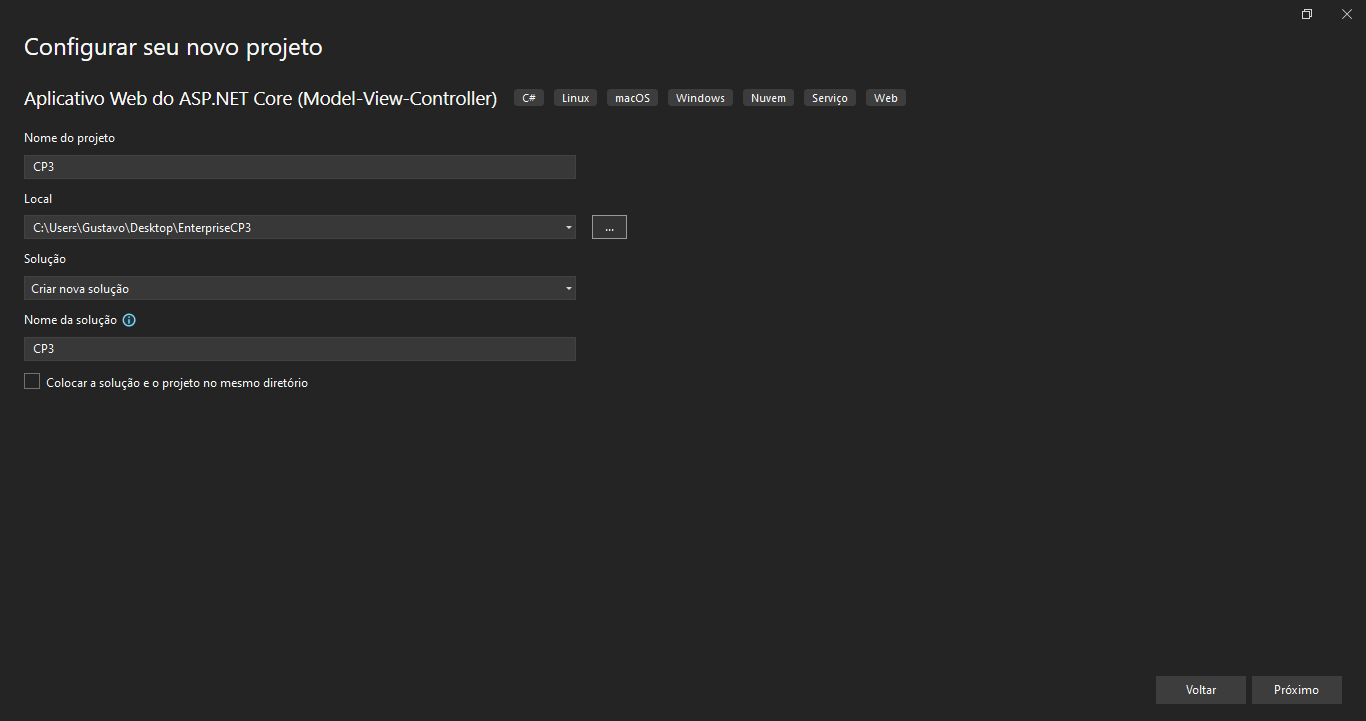 Configurar seu novo projeto
Aplicativo Web do ASP.NET Core (Model-View-Controller) C# Linux macOS Windows Nuvem Serviço Web
Nome do projeto
CP3
Local
C:\Users\Gustavo\Desktop\EnterpriseCP3 ...
Solução
Criar nova solução
Nome da solução
CP3
Colocar a solução e o projeto no mesmo diretório
Voltar Próximo